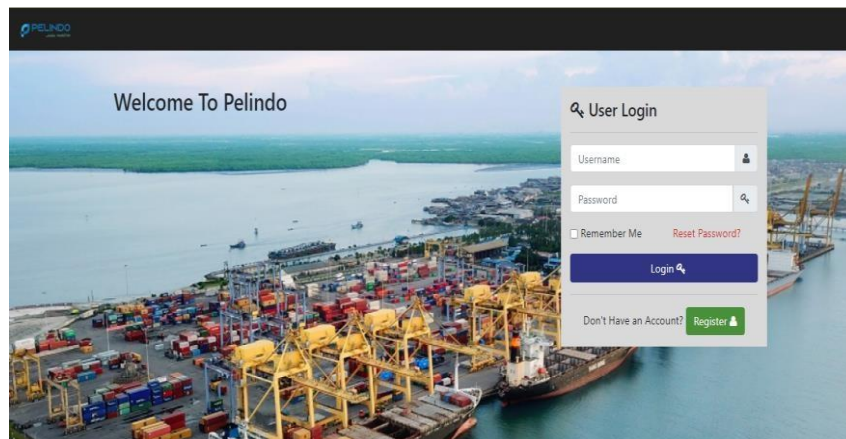 PELINDO
Welcome To Pelindo
User Login
Username
Password
Remember Me Reset Password?
Login
Don't Have an Account? Register